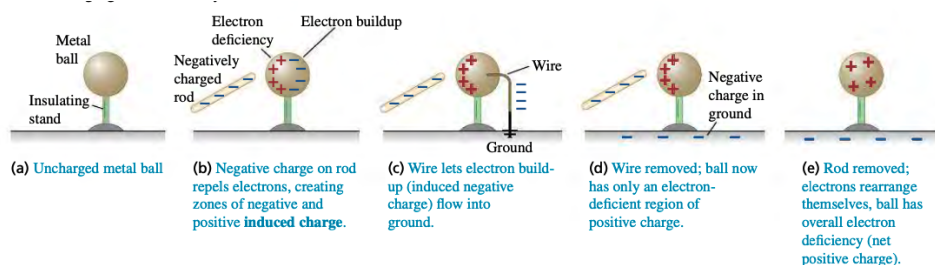 Metal
ball
Insulating
stand
Electron
deficiency
Electron buildup
Negatively
charged
rod
Wire
Ground
Negative
charge in
ground
(a) Uncharged metal ball
(b) Negative charge on rod
repels electrons, creating
zones of negative and
positive induced charge.
(c) Wire lets electron build-
up (induced negative
charge) flow into
ground.
(d) Wire removed; ball now
has only an electron-
deficient region of
positive charge.
(e) Rod removed;
electrons rearrange
themselves, ball has
overall electron
deficiency (net
positive charge).